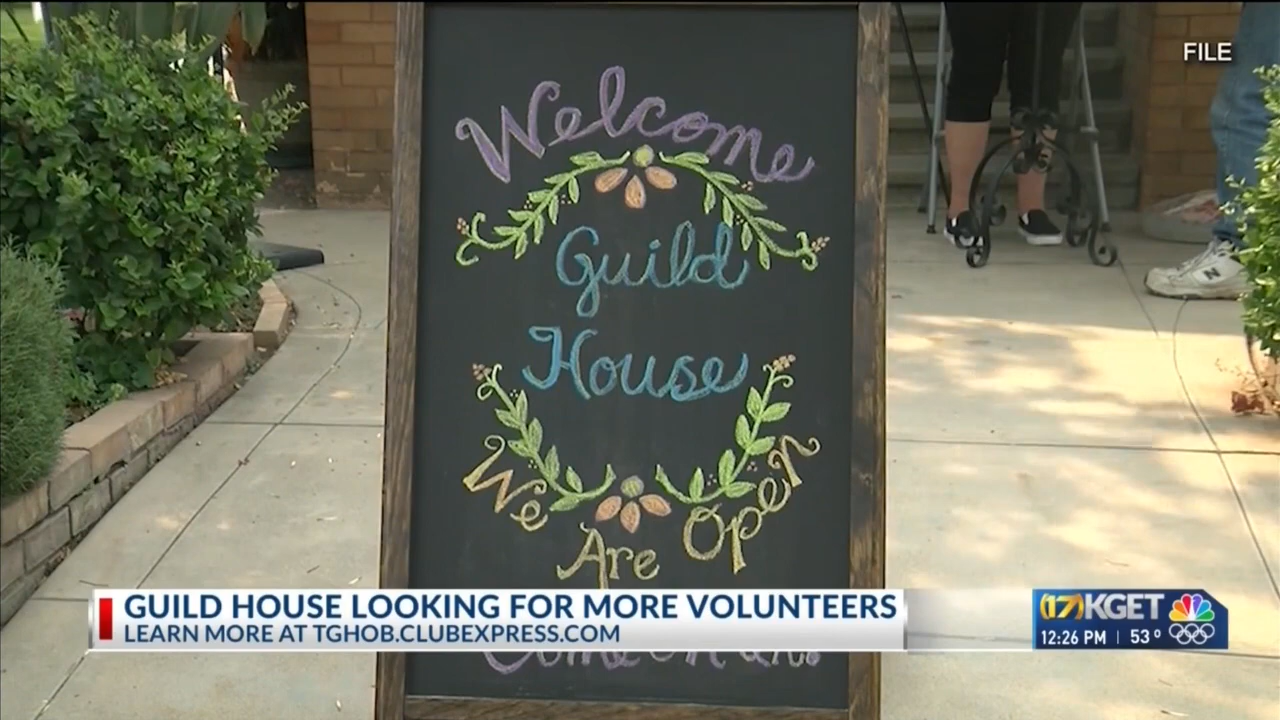 FILE
Welcome
Guild
House
We Are Open
GUILD HOUSE LOOKING FOR MORE VOLUNTEERS
LEARN MORE AT TGHOB.CLUBEXPRESS.COM
17 KGET
12:26 PM | 53°